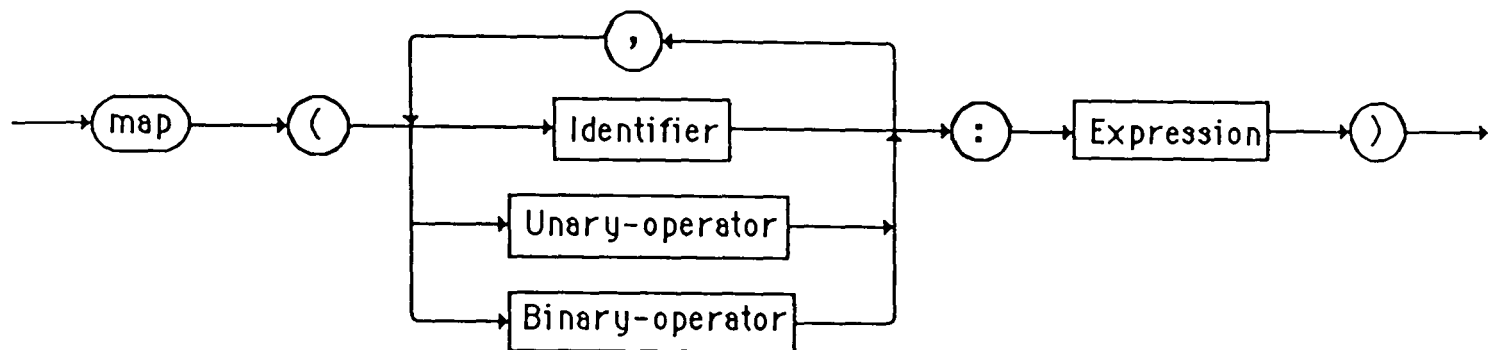 ,
map ( Identifier : Expression )
Unary-operator
Binary-operator